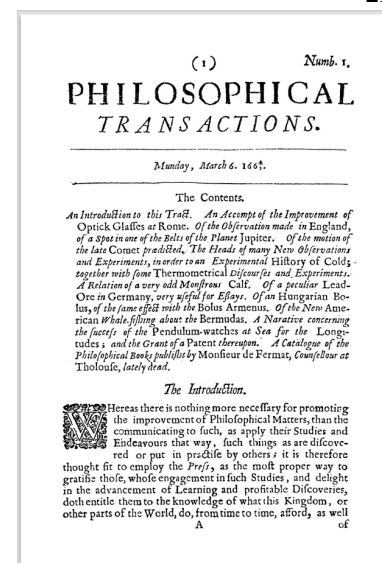 (1)
Numb. 1.
PHILOSOPHICAL
TRANSACTIONS.
Munday, March 6. 166⅘.
The Contents.
An Introduction to this Tract. An Accompt of the Improvement of
Optick Glaſſes at Rome. Of the Obſervation made in England,
of a Spot in one of the Belts of the Planet Jupiter. Of the motion of
the late Comet prædicted. The Heads of many New Obſervations
and Experiments, in order to an Experimental Hiſtory of Cold;
together with ſome Thermometrical Diſcourſes and Experiments.
A Relation of a very odd Monſtrous Calf. Of a peculiar Lead-
Ore in Germany, very uſeful for Eſſays. Of an Hungarian Bo-
lus, of the ſame effect with the Bolus Armenus. Of the New Ame-
rican Whale-fiſhing about the Bermudas. A Narative concerning
the ſucceſs of the Pendulum-watches at Sea for the Longi-
tudes; and the Grant of a Patent thereupon. A Catalogue of the
Philoſophical Books publiſht by Monſieur de Fermat, Counſellour at
Tholouſe, lately dead.
The Introduction.
WHereas there is nothing more neceſſary for promoting
the improvement of Philoſophical Matters, than the
communicating to ſuch, as apply their Studies and
Endeavours that way, ſuch things as are diſcove-
red or put in practiſe by others; it is therefore
thought fit to employ the Preſs, as the moſt proper way to
gratifie thoſe, whoſe engagement in ſuch Studies, and delight
in the advancement of Learning and profitable Diſcoveries,
doth entitle them to the knowledge of what this Kingdom, or
other parts of the World, do, from time to time, afford, as well
A
of